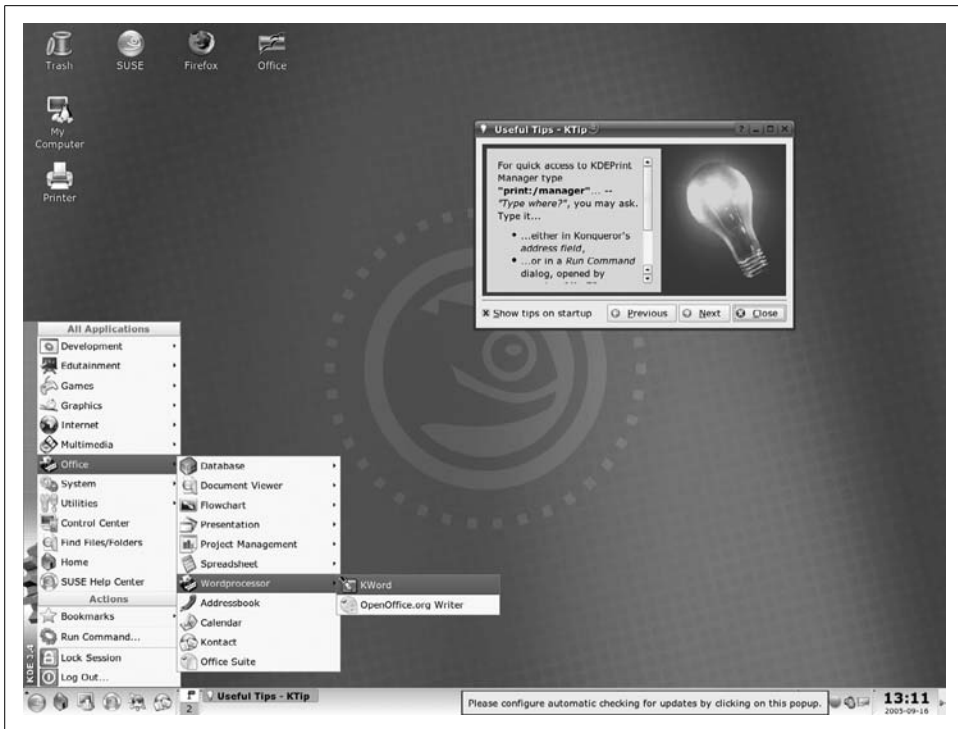 Trash
SUSE
Firefox
Office
My
Computer
Printer
Useful Tips - KTip
For quick access to KDEPrint
Manager type
"print:/manager"... --
"Type where?", you may ask.
Type it...
• ...either in Konqueror's
address field,
• ...or in a Run Command
dialog, opened by
Show tips on startup
Previous
Next
Close
All Applications
Development
Edutainment
Games
Graphics
Internet
Multimedia
Office
System
Utilities
Control Center
Find Files/Folders
Home
SUSE Help Center
Actions
Bookmarks
Run Command...
Lock Session
Log Out...
KDE 3.4
Database
Document Viewer
Flowchart
Presentation
Project Management
Spreadsheet
Wordprocessor
Addressbook
Calendar
Kontact
Office Suite
KWord
OpenOffice.org Writer
2
Useful Tips - KTip
Please configure automatic checking for updates by clicking on this popup.
13:11
2005-09-16